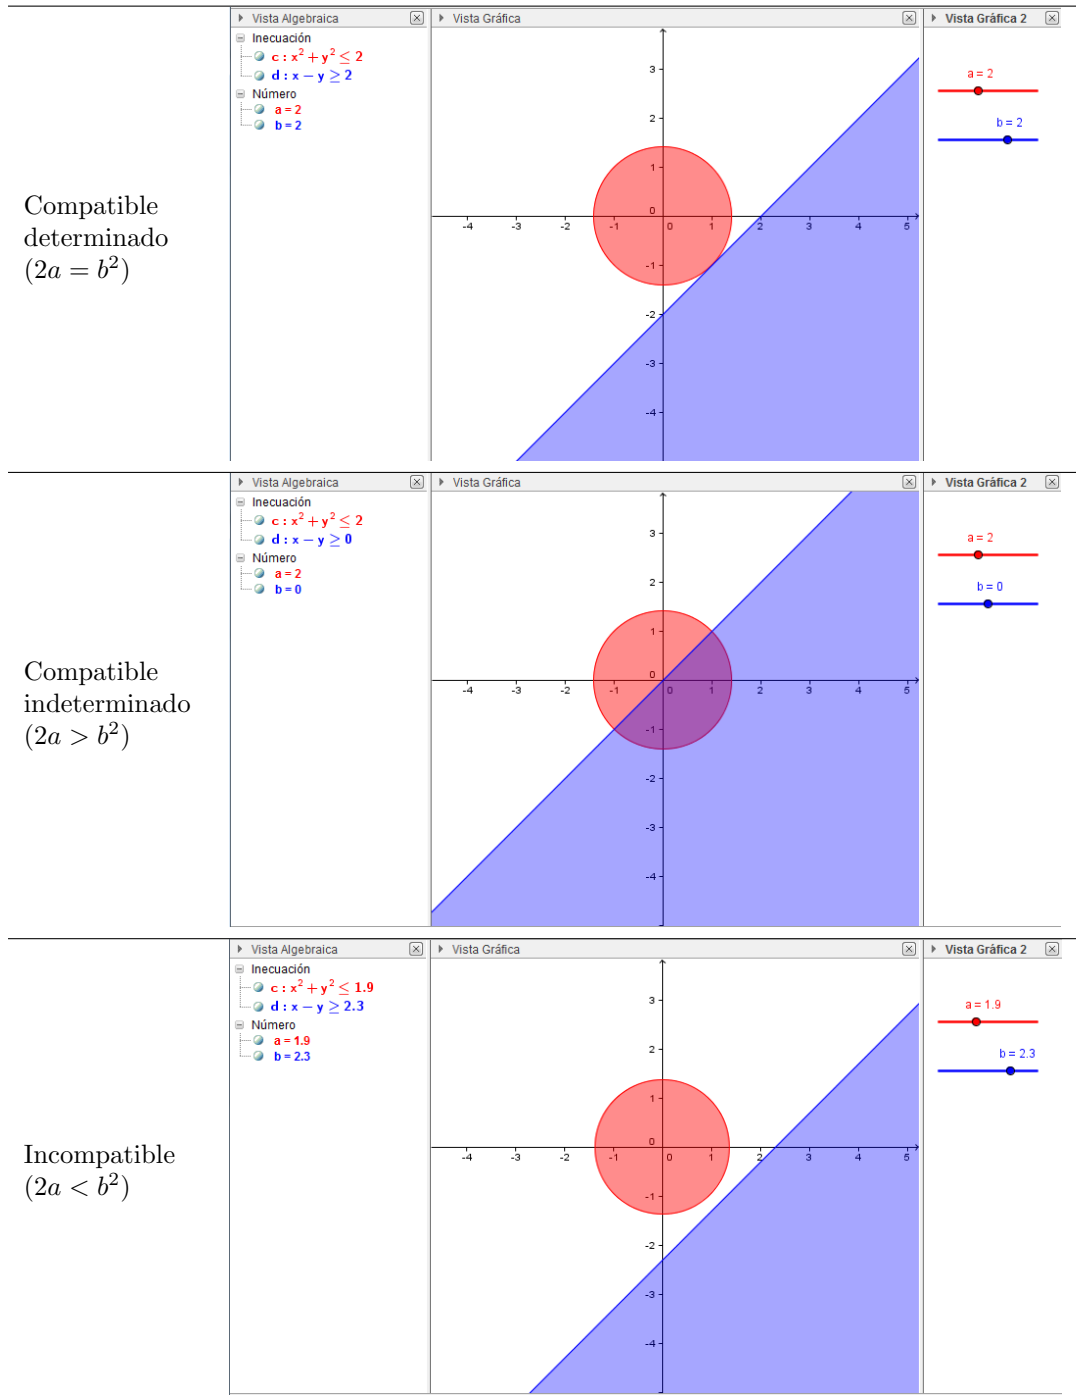 Compatible
determinado
(2a = b²)
Vista Algebraica
Inecuación
c : x² + y² ≤ 2
d : x − y ≥ 2
Número
a = 2
b = 2
Vista Gráfica
3
2
1
0
-4 -3 -2 -1 0 1 2 3 4 5
-1
-2
-3
-4
Vista Gráfica 2
a = 2
b = 2
Compatible
indeterminado
(2a > b²)
Vista Algebraica
Inecuación
c : x² + y² ≤ 2
d : x − y ≥ 0
Número
a = 2
b = 0
Vista Gráfica
3
2
1
0
-4 -3 -2 -1 0 1 2 3 4 5
-1
-2
-3
-4
Vista Gráfica 2
a = 2
b = 0
Incompatible
(2a < b²)
Vista Algebraica
Inecuación
c : x² + y² ≤ 1.9
d : x − y ≥ 2.3
Número
a = 1.9
b = 2.3
Vista Gráfica
3
2
1
0
-4 -3 -2 -1 0 1 2 3 4 5
-1
-2
-3
-4
Vista Gráfica 2
a = 1.9
b = 2.3